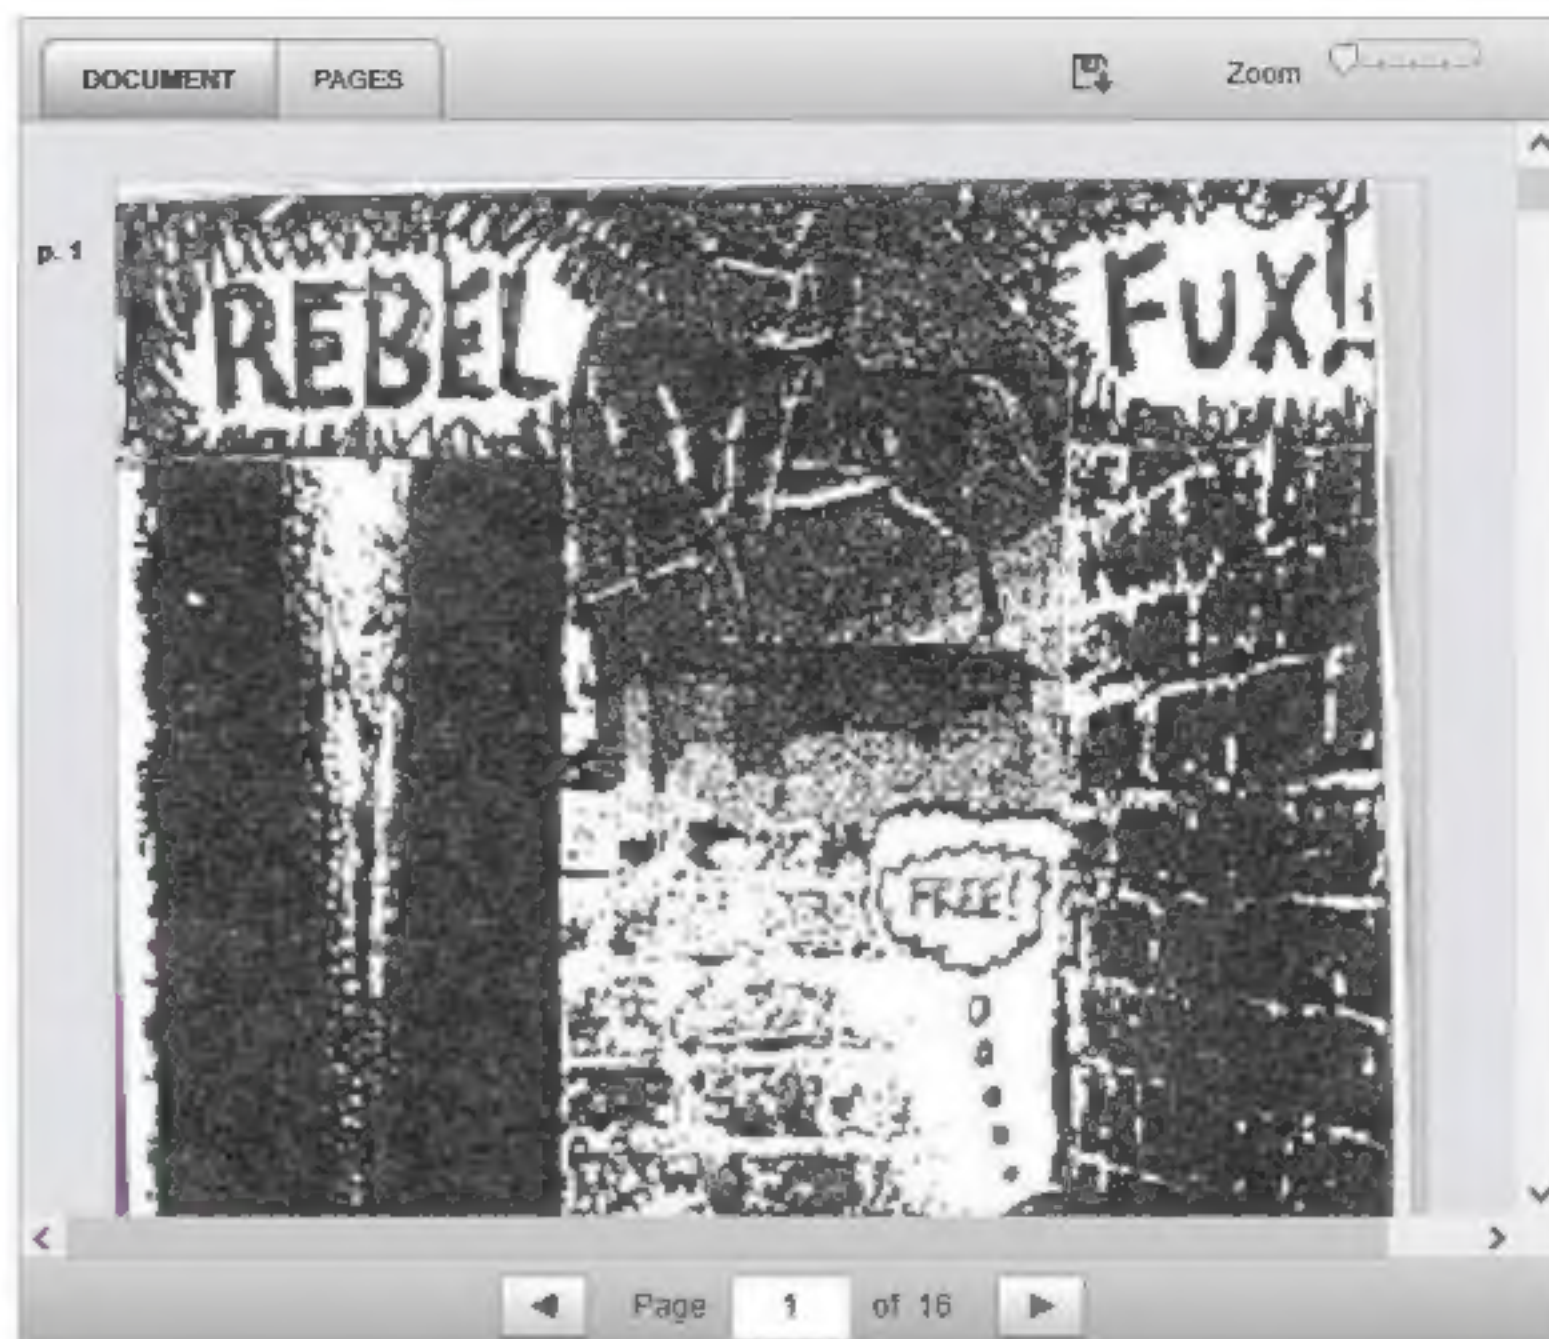 DOCUMENT PAGES Zoom
p. 1
REBEL FUX!
FREE!
Page 1 of 16